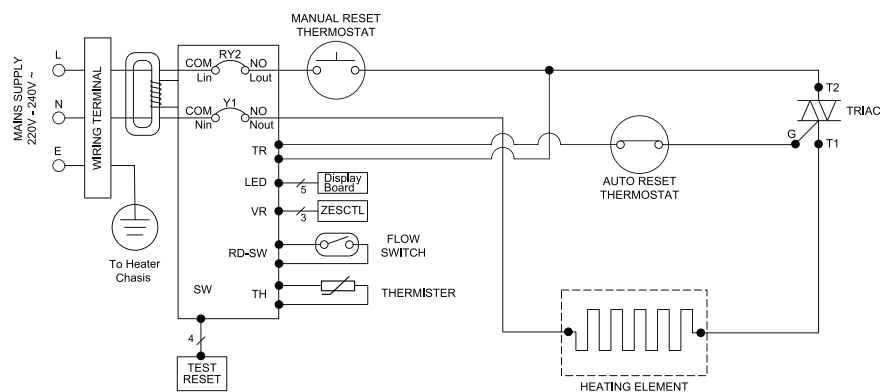 MANUAL RESET
THERMOSTAT
MAINS SUPPLY
220V - 240V ~
L
N
E
WIRING TERMINAL
COM
RY2
NO
Lin
Lout
COM
Y1
NO
Nin
Nout
TR
LED
5
Display
Board
VR
3
ZESCTL
RD-SW
FLOW
SWITCH
TH
THERMISTER
SW
4
TEST
RESET
To Heater
Chasis
T2
TRIAC
G
T1
AUTO RESET
THERMOSTAT
HEATING ELEMENT